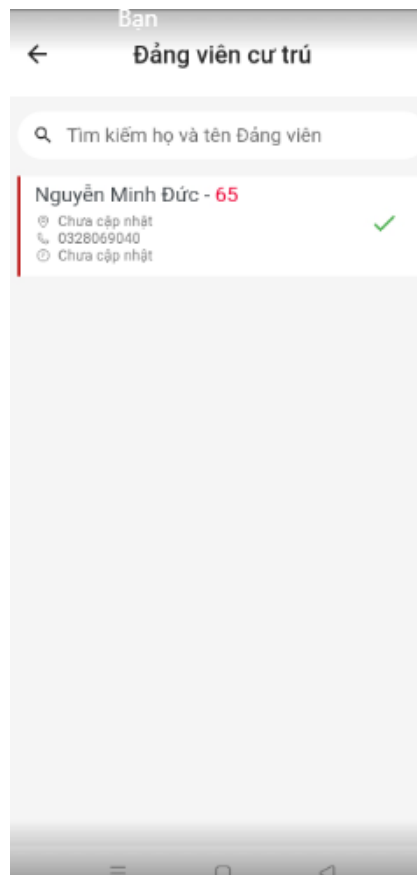 Bạn
Đảng viên cư trú
Tìm kiếm họ và tên Đảng viên
Nguyễn Minh Đức - 65
Chưa cập nhật
0328069040
Chưa cập nhật